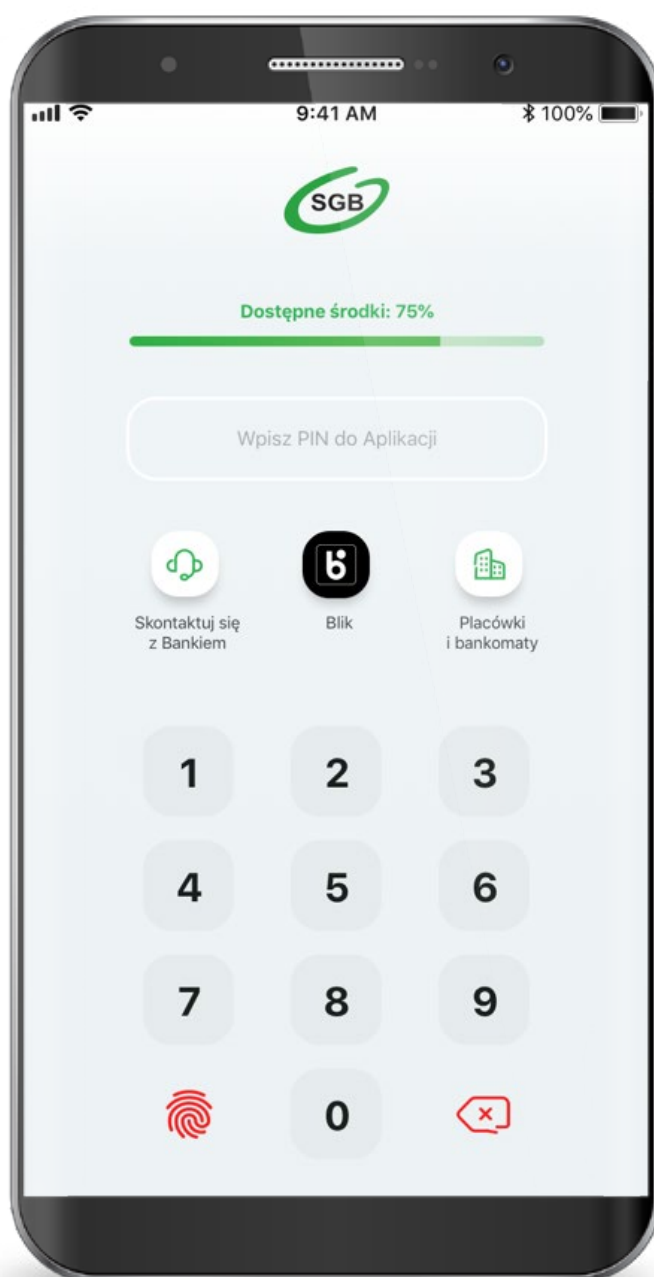 9:41 AM
100%
SGB
Dostępne środki: 75%
Wpisz PIN do Aplikacji
Skontaktuj się
z Bankiem
Blik
Placówki
i bankomaty
1 2 3
4 5 6
7 8 9
0